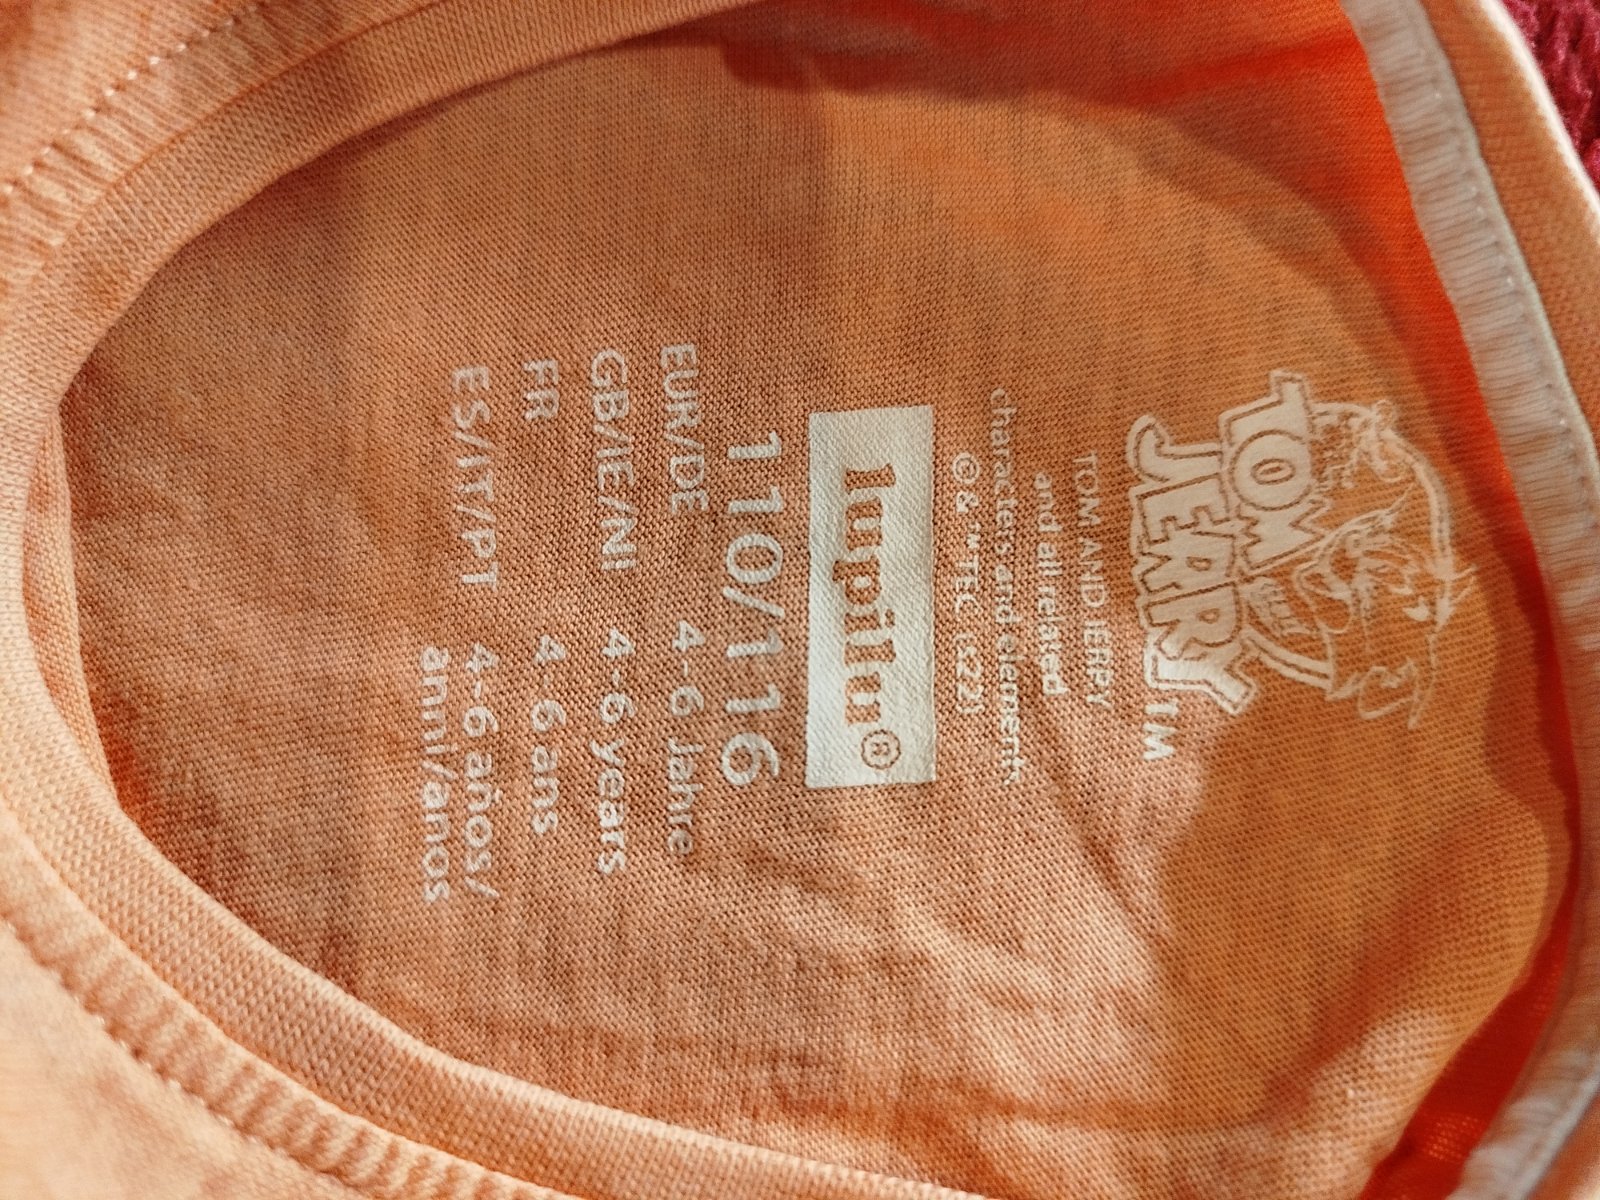 TOM
AND
JERRY TM
TOM AND JERRY
and all related
characters and elements
© & ™ TEC (s22)
lupilu®
110/116
EUR/DE 4-6 Jahre
GB/IE/NI 4-6 years
FR 4-6 ans
ES/IT/PT 4-6 años/
anni/anos